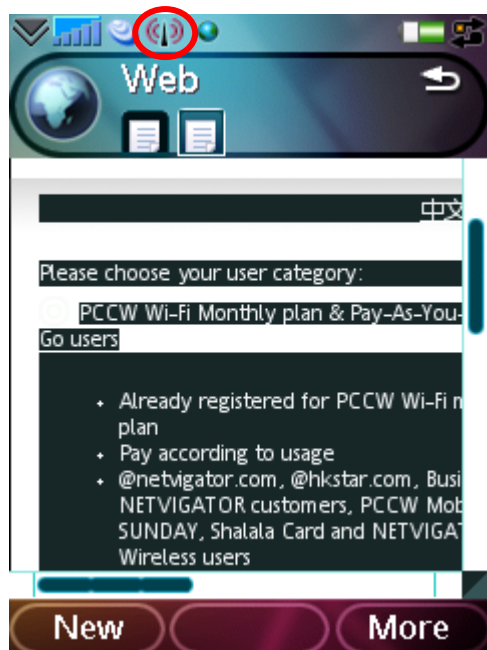 Web
中文
Please choose your user category:
PCCW Wi-Fi Monthly plan & Pay-As-You-
Go users
Already registered for PCCW Wi-Fi m
plan
Pay according to usage
@netvigator.com, @hkstar.com, Busi
NETVIGATOR customers, PCCW Mob
SUNDAY, Shalala Card and NETVIGAT
Wireless users
New More